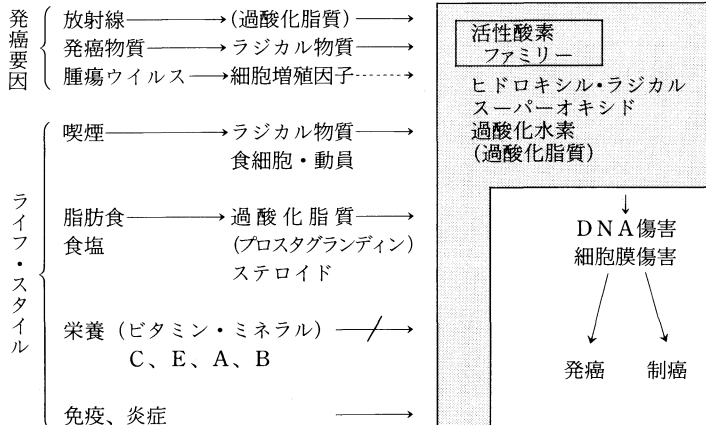 発癌要因
放射線
(過酸化脂質)
発癌物質
ラジカル物質
腫瘍ウイルス
細胞増殖因子
ライフ・スタイル
喫煙
ラジカル物質
食細胞・動員
脂肪食
過酸化脂質
食塩
(プロスタグランディン)
ステロイド
栄養(ビタミン・ミネラル)
C、E、A、B
免疫、炎症
活性酸素
ファミリー
ヒドロキシル・ラジカル
スーパーオキシド
過酸化水素
(過酸化脂質)
DNA傷害
細胞膜傷害
発癌
制癌